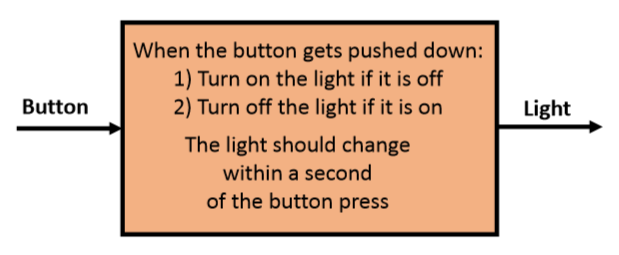 When the button gets pushed down:
1) Turn on the light if it is off
2) Turn off the light if it is on
The light should change
within a second
of the button press
Button
Light